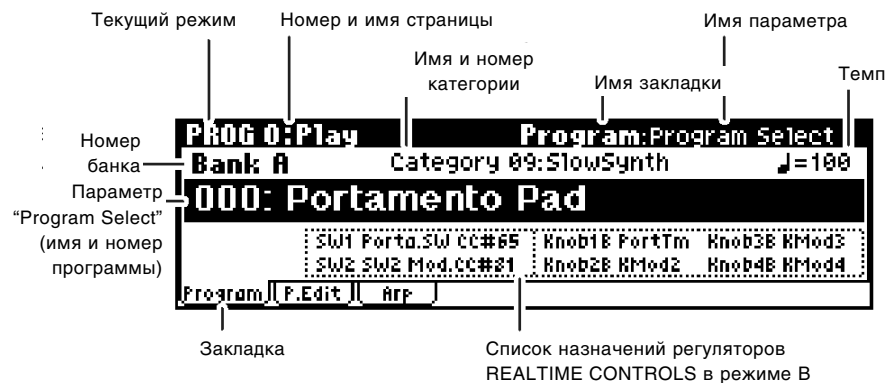 Текущий режим
Номер и имя страницы
Имя параметра
Имя и номер
категории
Имя закладки
Темп
PROG 0:Play
Program:Program Select
Номер
банка
Bank A
Category 09:SlowSynth
♩=100
Параметр
“Program Select”
(имя и номер
программы)
000: Portamento Pad
SW1 Porta.SW CC#65
Knob1B PortTm
Knob3B KMod3
SW2 SW2 Mod.CC#81
Knob2B KMod2
Knob4B KMod4
Program
P.Edit
Arp
Закладка
Список назначений регуляторов
REALTIME CONTROLS в режиме B